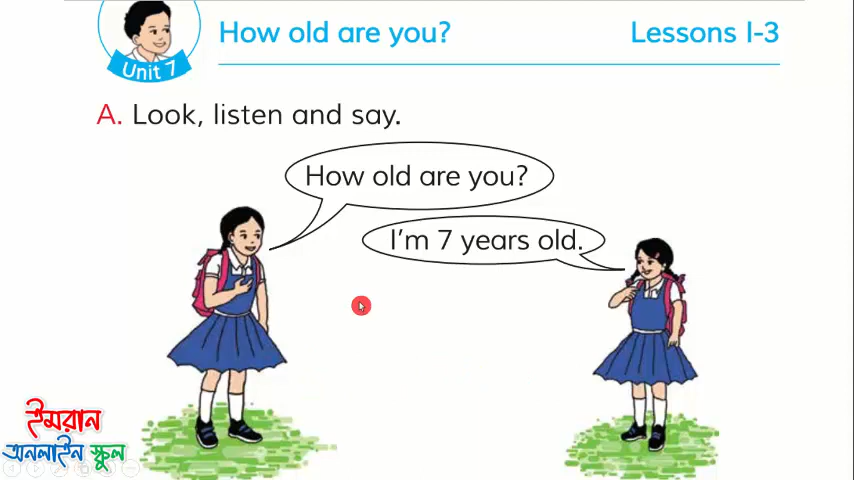 How old are you?
Lessons 1-3
Unit 7
A. Look, listen and say.
How old are you?
I'm 7 years old.
ইমরান
অনলাইন স্কুল